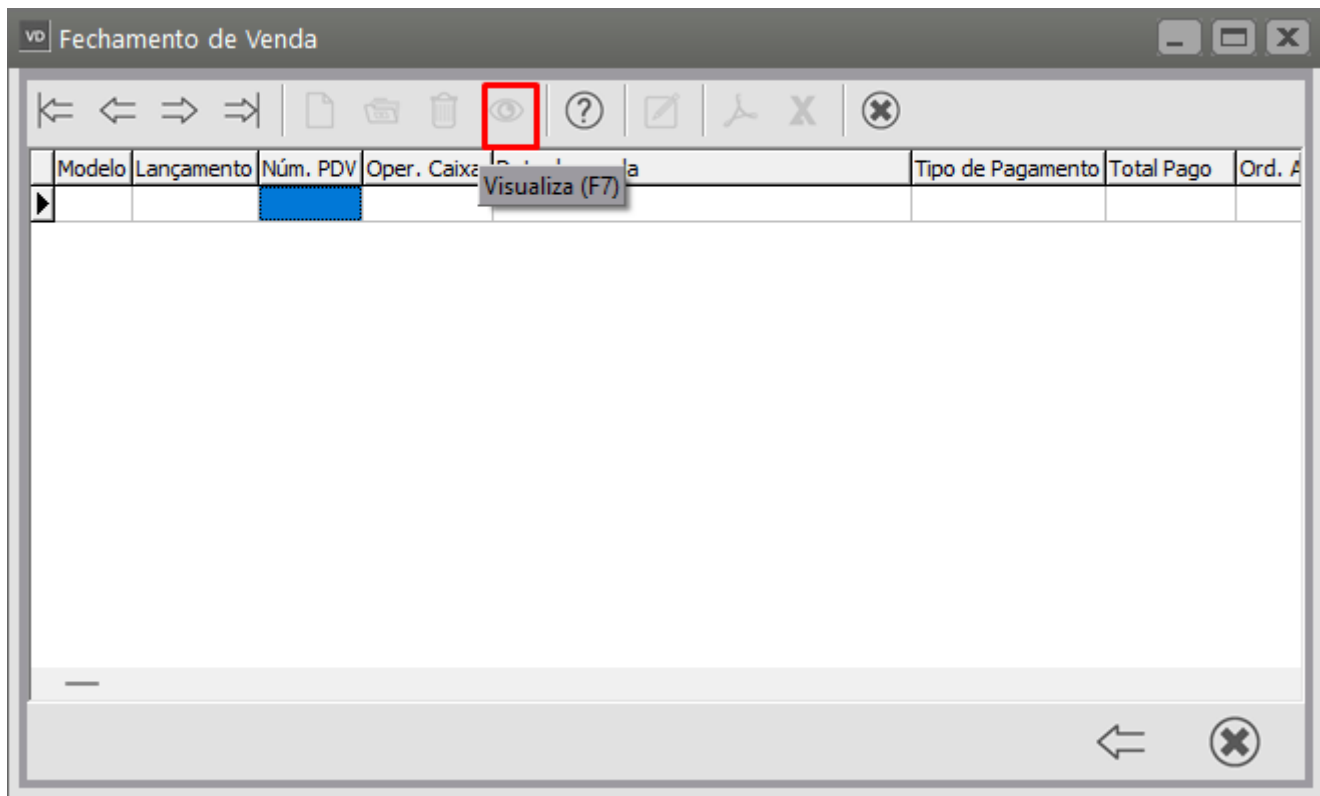 VD Fechamento de Venda
Modelo Lançamento Núm. PDV Oper. Caixa Tipo de Pagamento Total Pago Ord. A
Visualiza (F7)